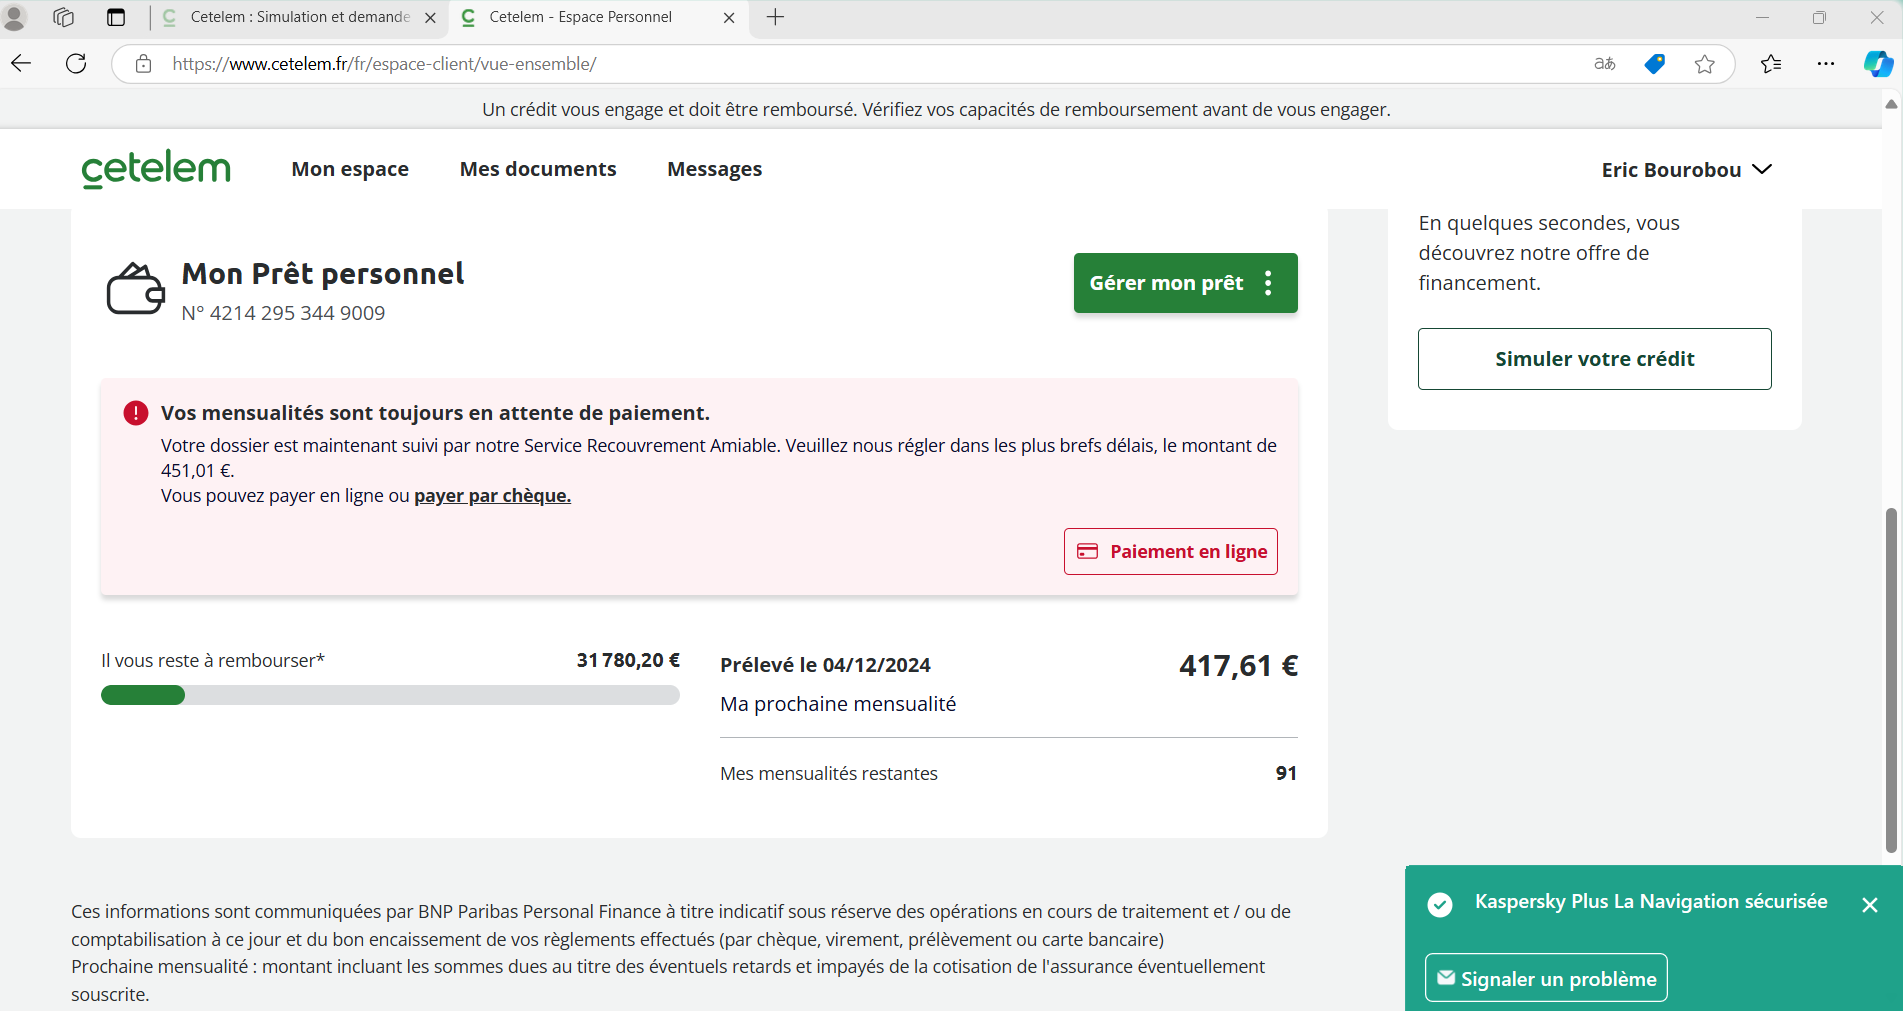 Cetelem : Simulation et demande
Cetelem - Espace Personnel
https://www.cetelem.fr/fr/espace-client/vue-ensemble/
aあ
Un crédit vous engage et doit être remboursé. Vérifiez vos capacités de remboursement avant de vous engager.
cetelem
Mon espace
Mes documents
Messages
Eric Bourobou
Mon Prêt personnel
N° 4214 295 344 9009
Gérer mon prêt
En quelques secondes, vous
découvrez notre offre de
financement.
Simuler votre crédit
Vos mensualités sont toujours en attente de paiement.
Votre dossier est maintenant suivi par notre Service Recouvrement Amiable. Veuillez nous régler dans les plus brefs délais, le montant de
451,01 €.
Vous pouvez payer en ligne ou payer par chèque.
Paiement en ligne
Il vous reste à rembourser*
31 780,20 €
Prélevé le 04/12/2024
417,61 €
Ma prochaine mensualité
Mes mensualités restantes
91
Ces informations sont communiquées par BNP Paribas Personal Finance à titre indicatif sous réserve des opérations en cours de traitement et / ou de
comptabilisation à ce jour et du bon encaissement de vos règlements effectués (par chèque, virement, prélèvement ou carte bancaire)
Prochaine mensualité : montant incluant les sommes dues au titre des éventuels retards et impayés de la cotisation de l'assurance éventuellement
souscrite.
Kaspersky Plus La Navigation sécurisée
Signaler un problème